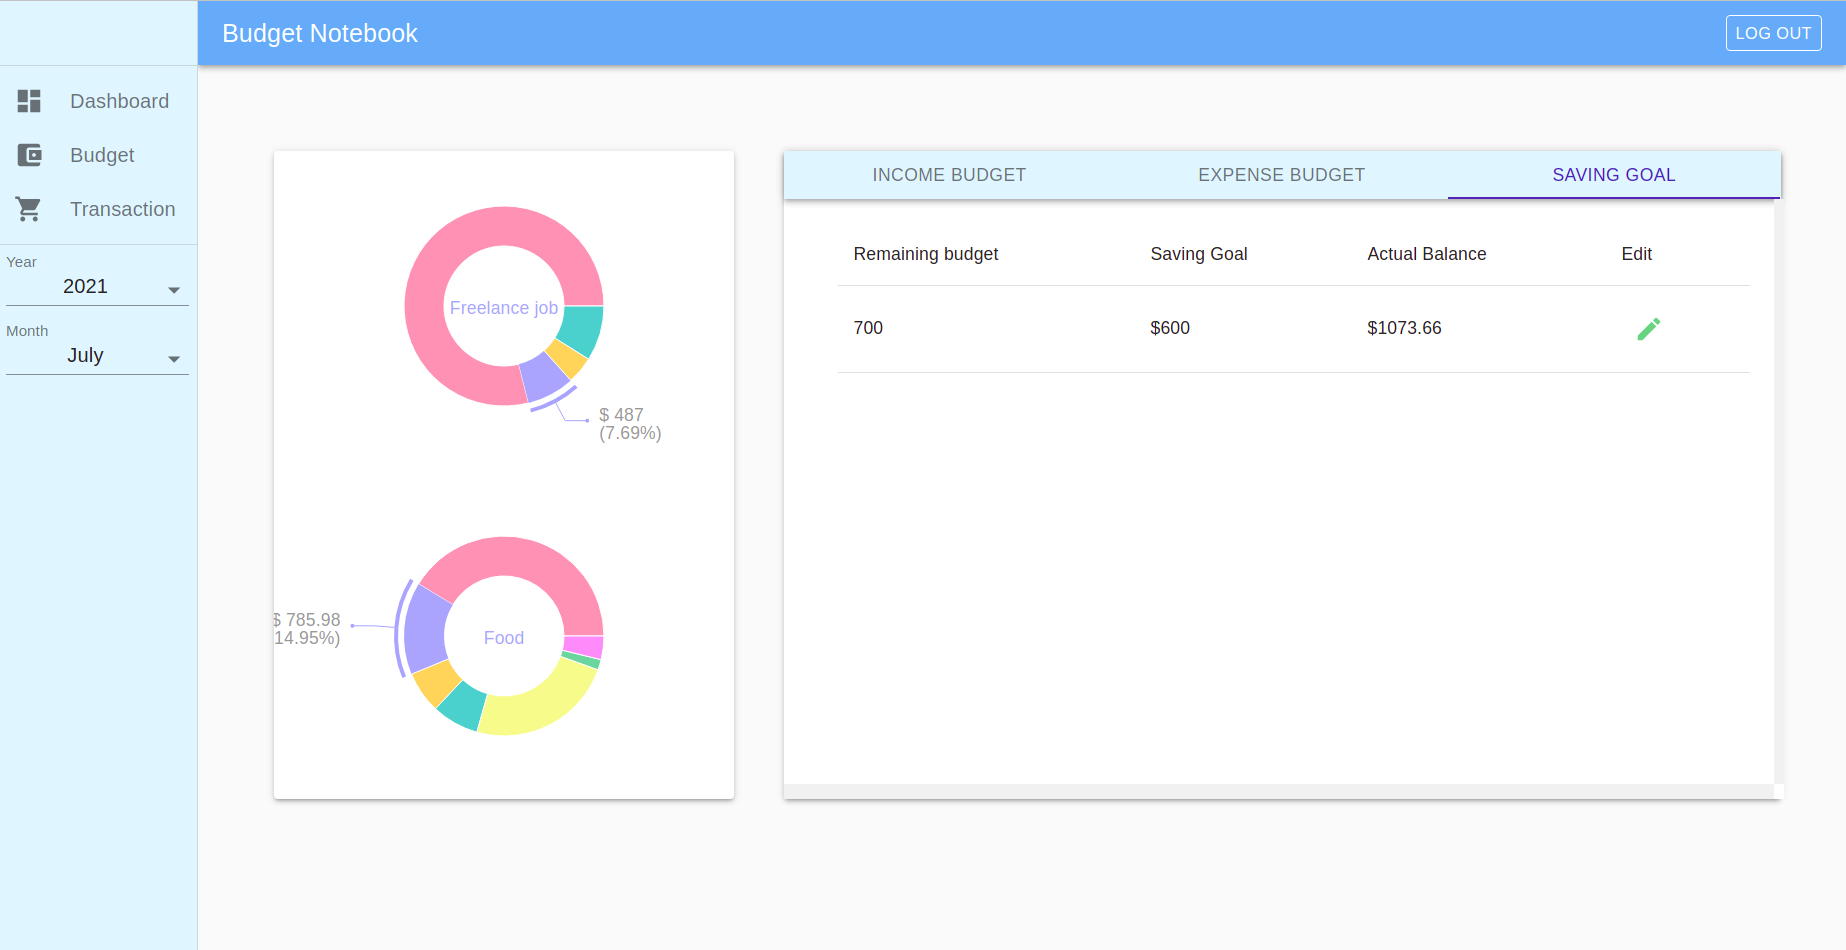 Budget Notebook
LOG OUT
Dashboard
Budget
Transaction
Year
2021
Month
July
Freelance job
$ 487
(7.69%)
$ 785.98
14.95%)
Food
INCOME BUDGET
EXPENSE BUDGET
SAVING GOAL
Remaining budget Saving Goal Actual Balance Edit
700 $600 $1073.66